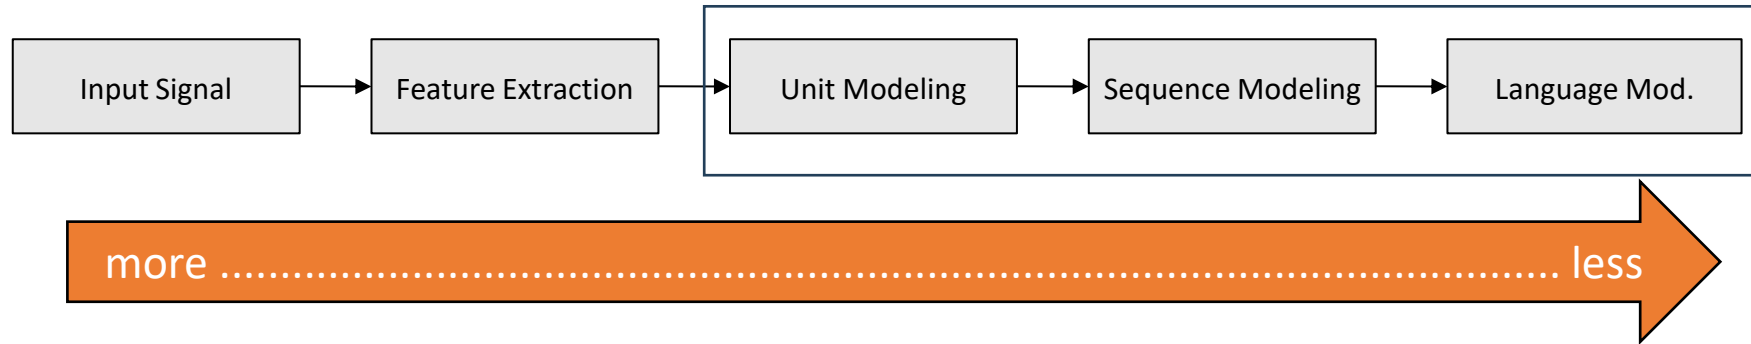 Input Signal
Feature Extraction
Unit Modeling
Sequence Modeling
Language Mod.
more ................................................................................................................ less